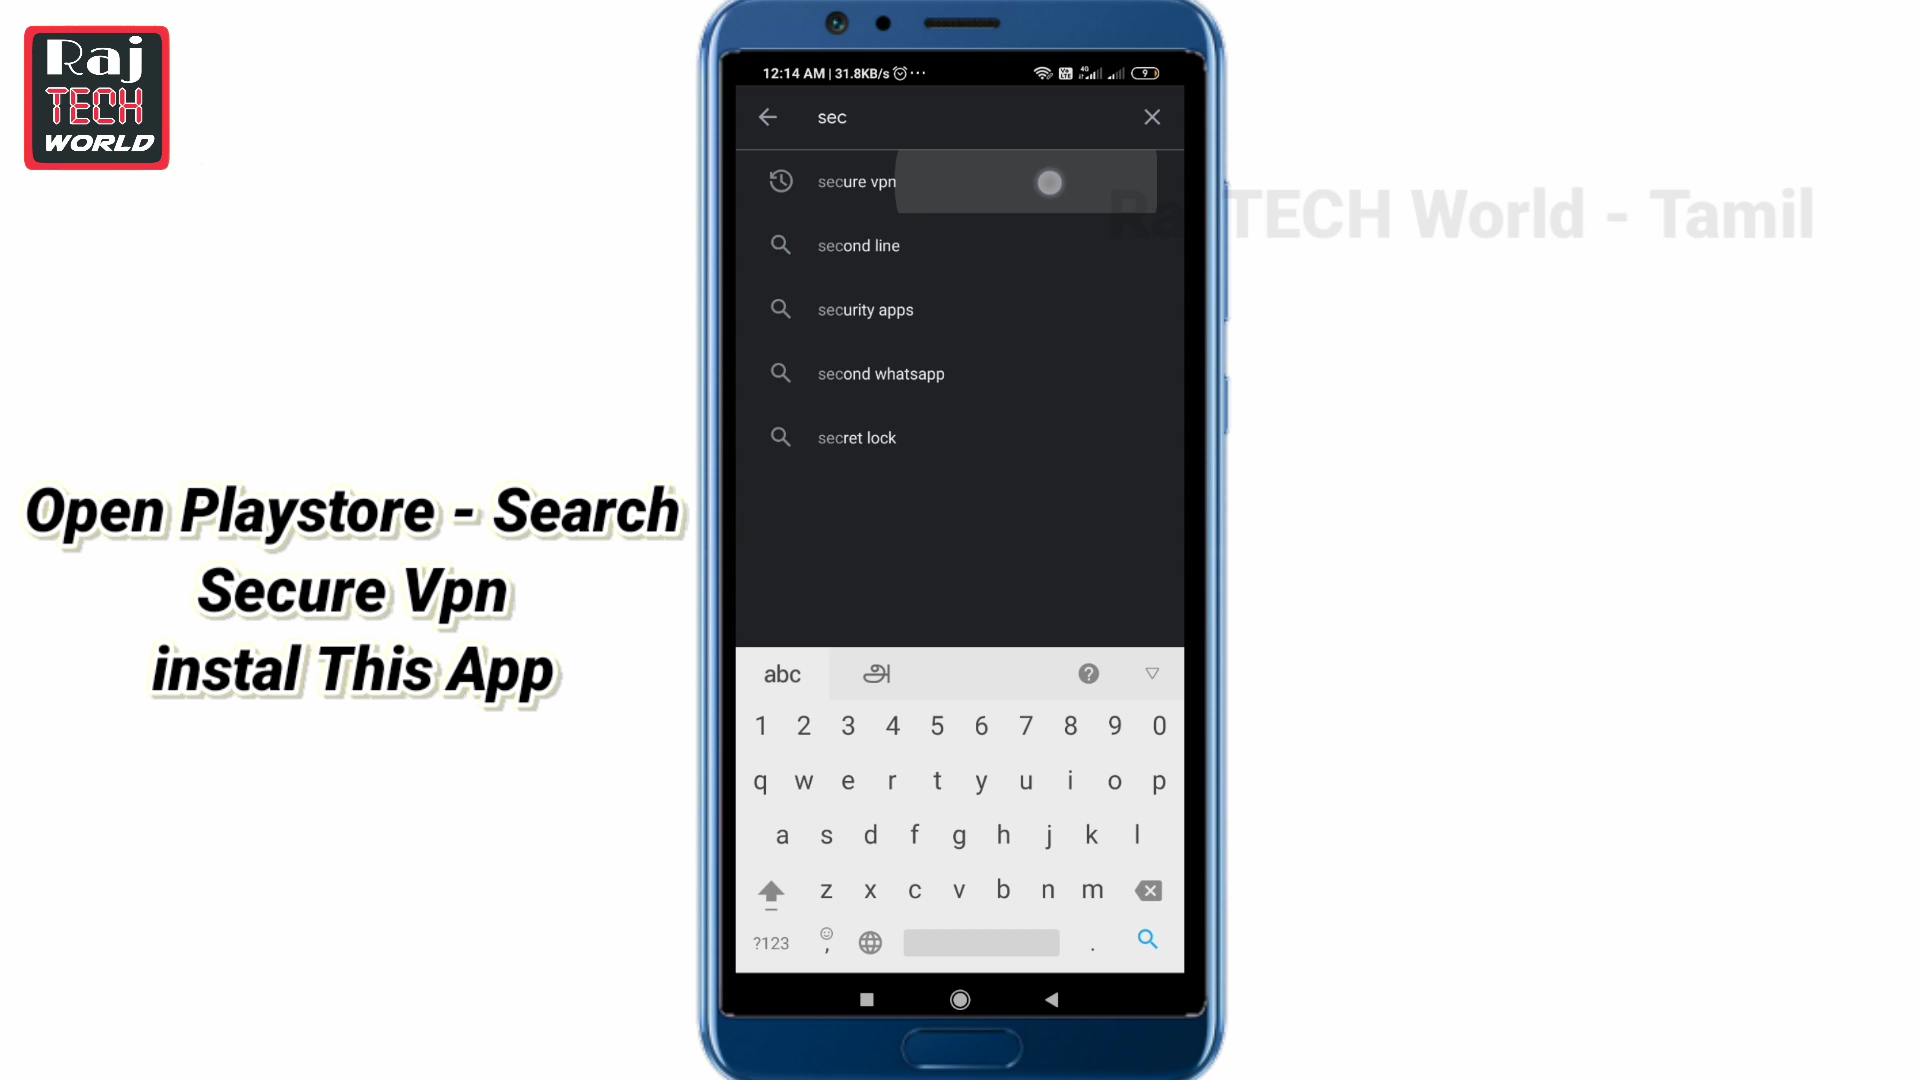 Raj
TECH
WORLD
12:14 AM | 31.8KB/s
4G
9
sec
secure vpn
second line
security apps
second whatsapp
secret lock
Raj TECH World - Tamil
Open Playstore - Search
Secure Vpn
instal This App
abc அ ?
1 2 3 4 5 6 7 8 9 0
q w e r t y u i o p
a s d f g h j k l
z x c v b n m
?123 , .